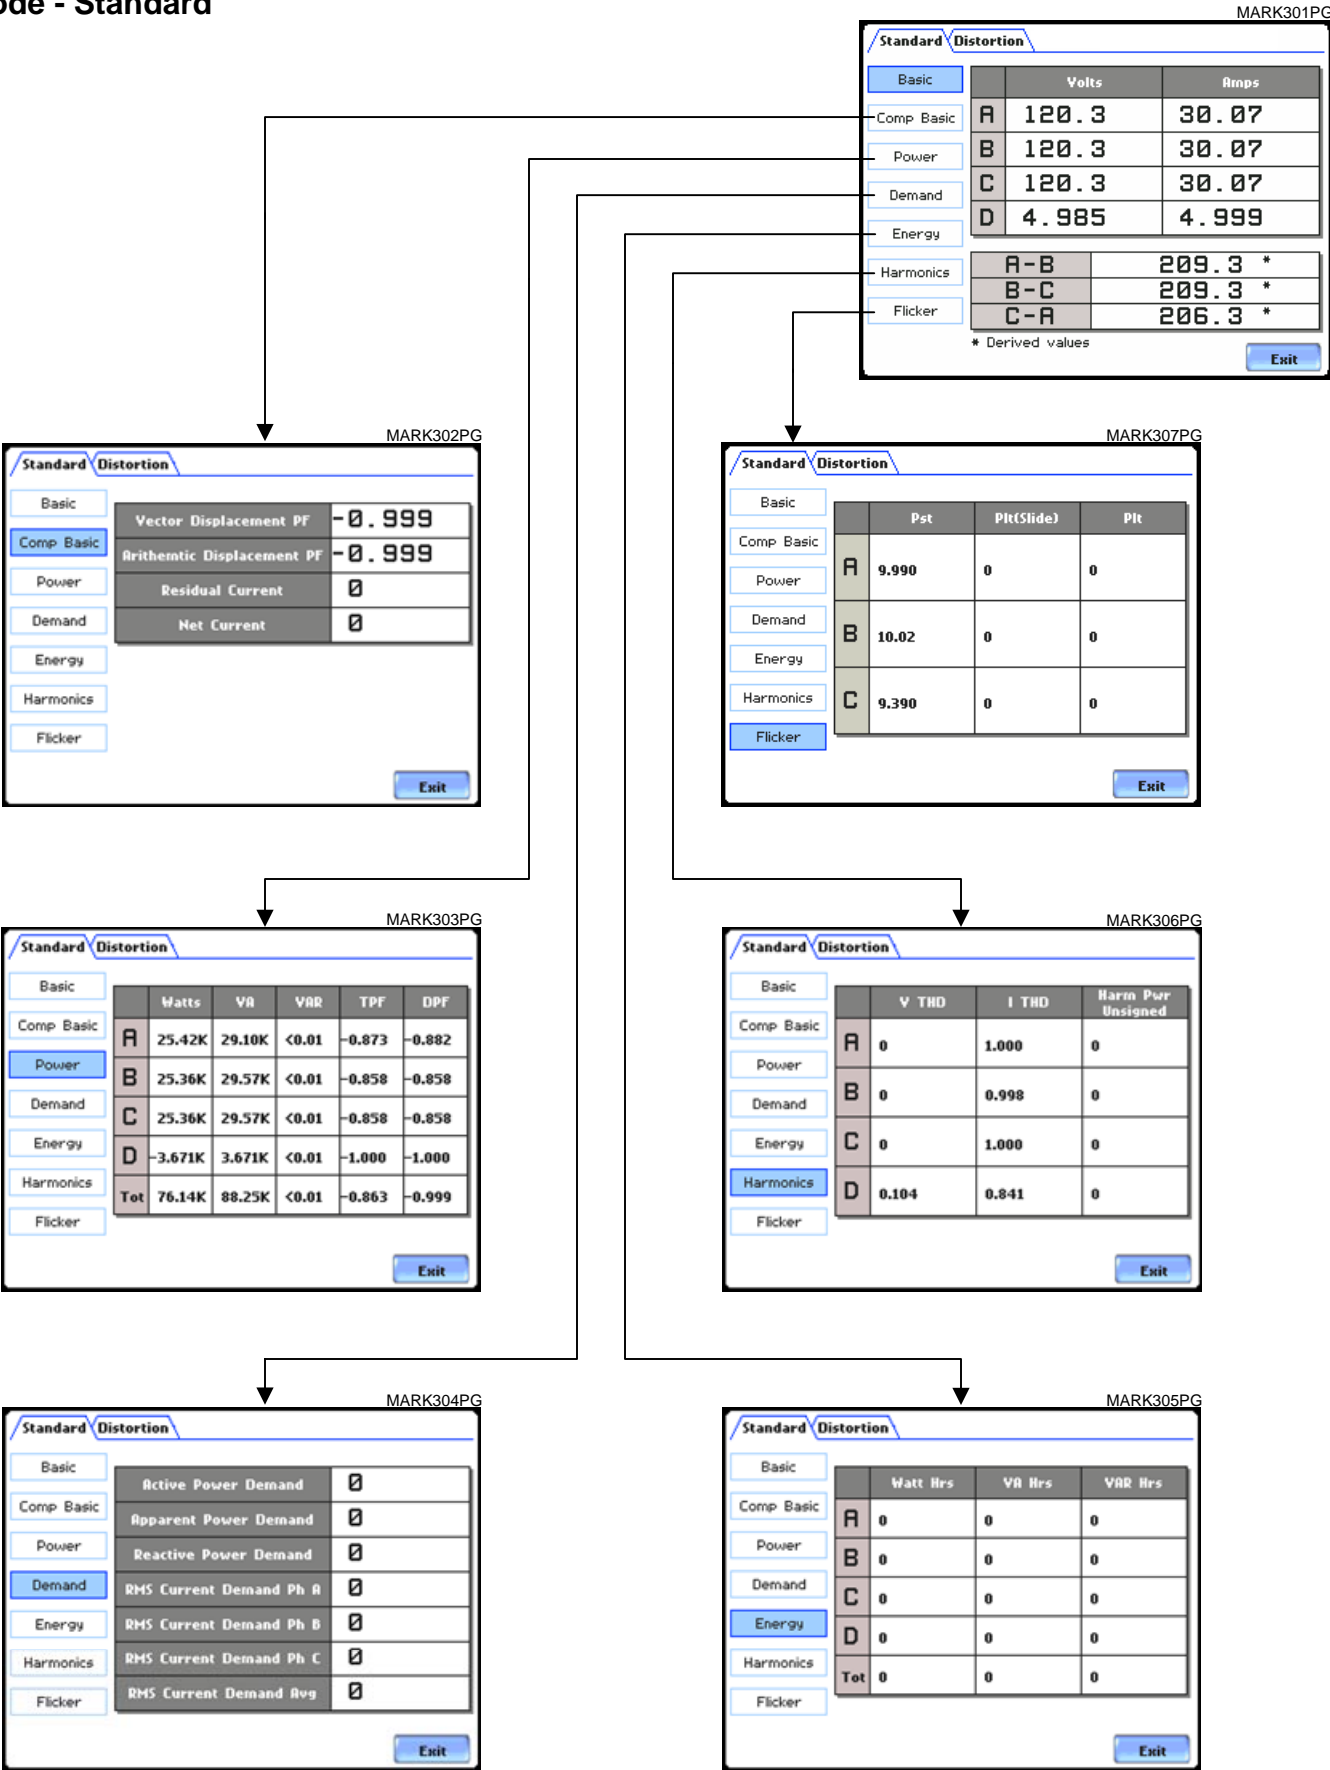 ode - Standard
MARK301PG
Standard Distortion
Basic
Comp Basic
Power
Demand
Energy
Harmonics
Flicker
Volts Amps
A 120.3 30.07
B 120.3 30.07
C 120.3 30.07
D 4.985 4.999
A-B 209.3 *
B-C 209.3 *
C-A 206.3 *
* Derived values
Exit
MARK302PG
Standard Distortion
Basic
Comp Basic
Power
Demand
Energy
Harmonics
Flicker
Vector Displacement PF -0.999
Arithemtic Displacement PF -0.999
Residual Current 0
Net Current 0
Exit
MARK307PG
Standard Distortion
Basic
Comp Basic
Power
Demand
Energy
Harmonics
Flicker
Pst Plt(Slide) Plt
A 9.990 0 0
B 10.02 0 0
C 9.390 0 0
Exit
MARK303PG
Standard Distortion
Basic
Comp Basic
Power
Demand
Energy
Harmonics
Flicker
Watts VA VAR TPF DPF
A 25.42K 29.10K <0.01 -0.873 -0.882
B 25.36K 29.57K <0.01 -0.858 -0.858
C 25.36K 29.57K <0.01 -0.858 -0.858
D -3.671K 3.671K <0.01 -1.000 -1.000
Tot 76.14K 88.25K <0.01 -0.863 -0.999
Exit
MARK306PG
Standard Distortion
Basic
Comp Basic
Power
Demand
Energy
Harmonics
Flicker
V THD I THD Harm Pwr Unsigned
A 0 1.000 0
B 0 0.998 0
C 0 1.000 0
D 0.104 0.841 0
Exit
MARK304PG
Standard Distortion
Basic
Comp Basic
Power
Demand
Energy
Harmonics
Flicker
Active Power Demand 0
Apparent Power Demand 0
Reactive Power Demand 0
RMS Current Demand Ph A 0
RMS Current Demand Ph B 0
RMS Current Demand Ph C 0
RMS Current Demand Avg 0
Exit
MARK305PG
Standard Distortion
Basic
Comp Basic
Power
Demand
Energy
Harmonics
Flicker
Watt Hrs VA Hrs VAR Hrs
A 0 0 0
B 0 0 0
C 0 0 0
D 0 0 0
Tot 0 0 0
Exit